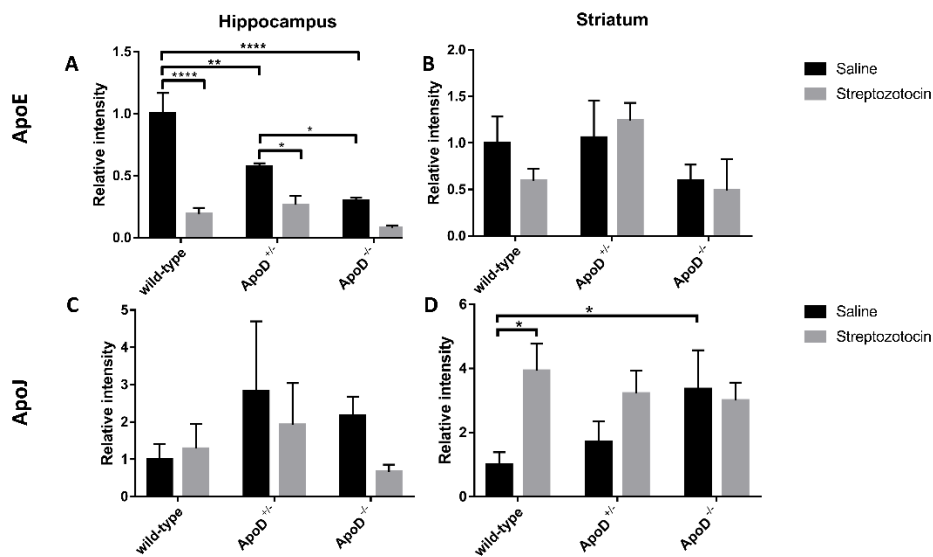 Hippocampus
Striatum
ApoE
A
Relative intensity
1.5
1.0
0.5
0.0
****
**
****
*
*
wild-type
ApoD+/-
ApoD-/-
B
Relative intensity
2.0
1.5
1.0
0.5
0.0
wild-type
ApoD+/-
ApoD-/-
Saline
Streptozotocin
ApoJ
C
Relative intensity
5
4
3
2
1
0
wild-type
ApoD+/-
ApoD-/-
D
Relative intensity
6
4
2
0
*
*
wild-type
ApoD+/-
ApoD-/-
Saline
Streptozotocin